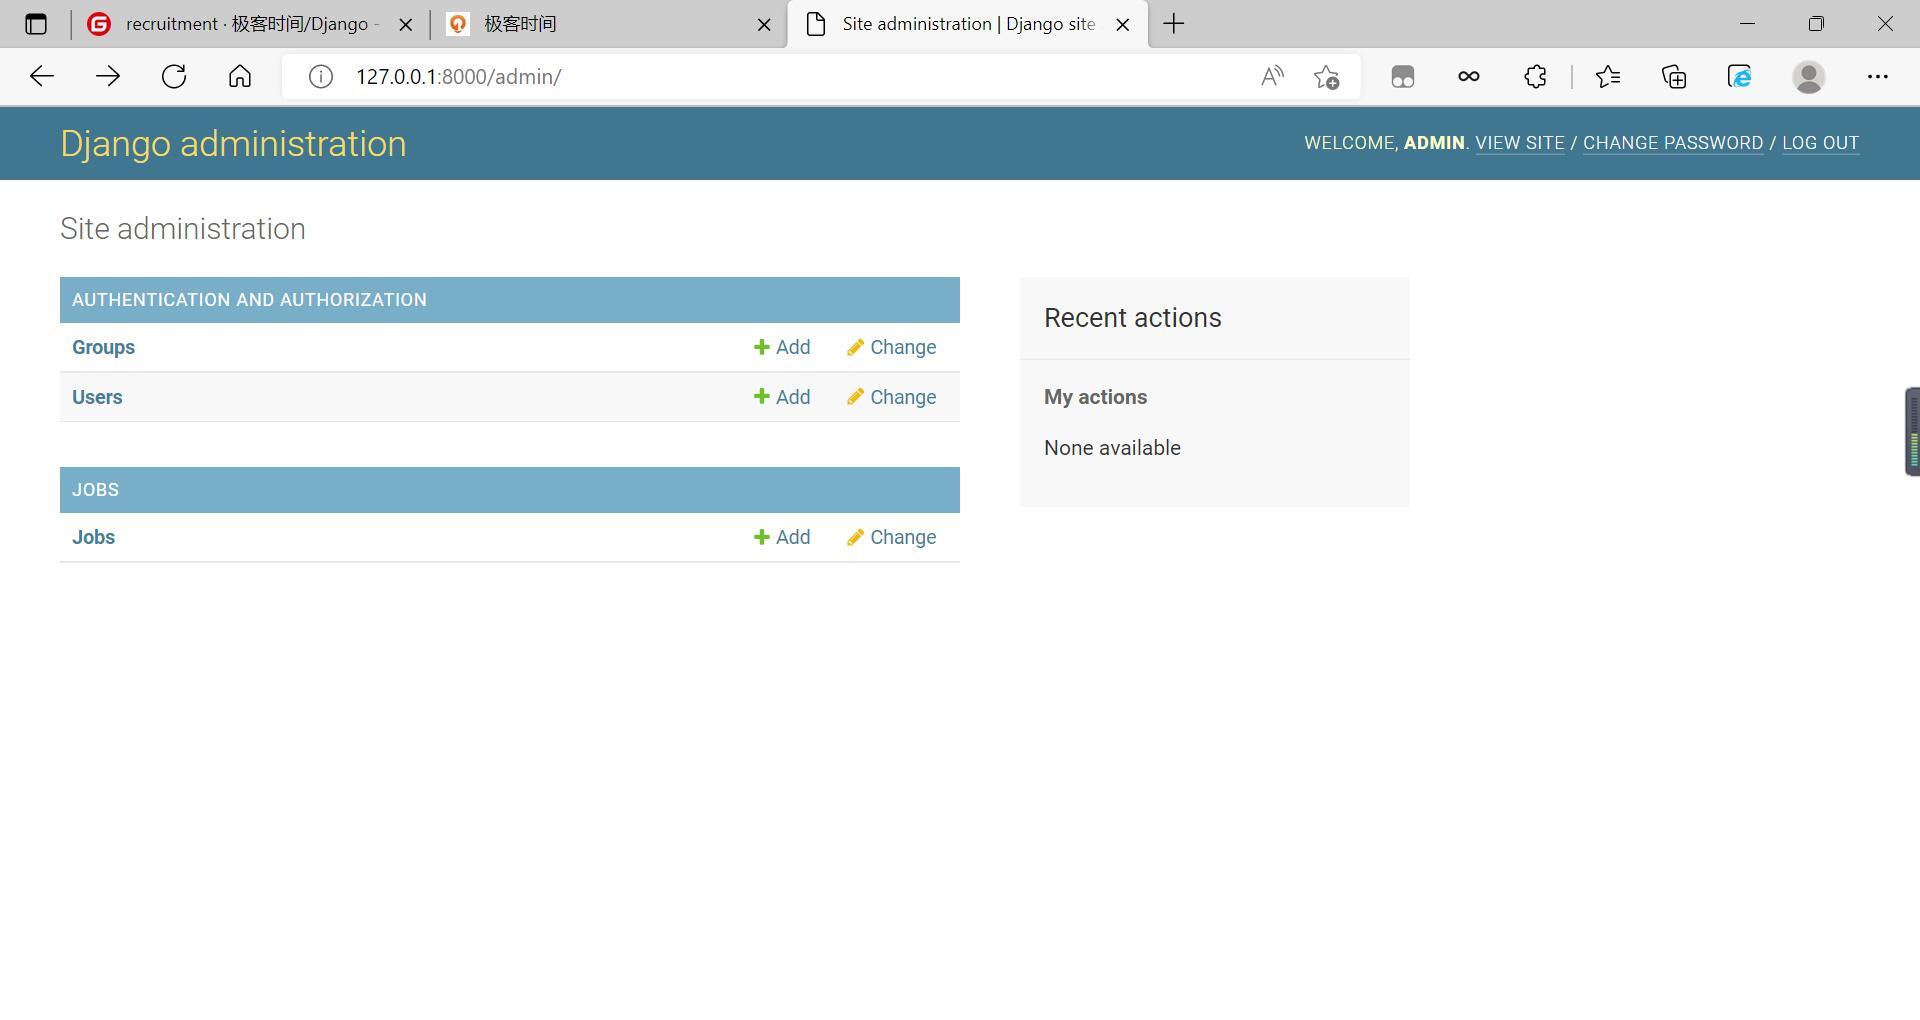 recruitment · 极客时间/Django -
极客时间
Site administration | Django site
127.0.0.1:8000/admin/
Django administration
WELCOME, ADMIN. VIEW SITE / CHANGE PASSWORD / LOG OUT
Site administration
AUTHENTICATION AND AUTHORIZATION
Groups Add Change
Users Add Change
JOBS
Jobs Add Change
Recent actions
My actions
None available